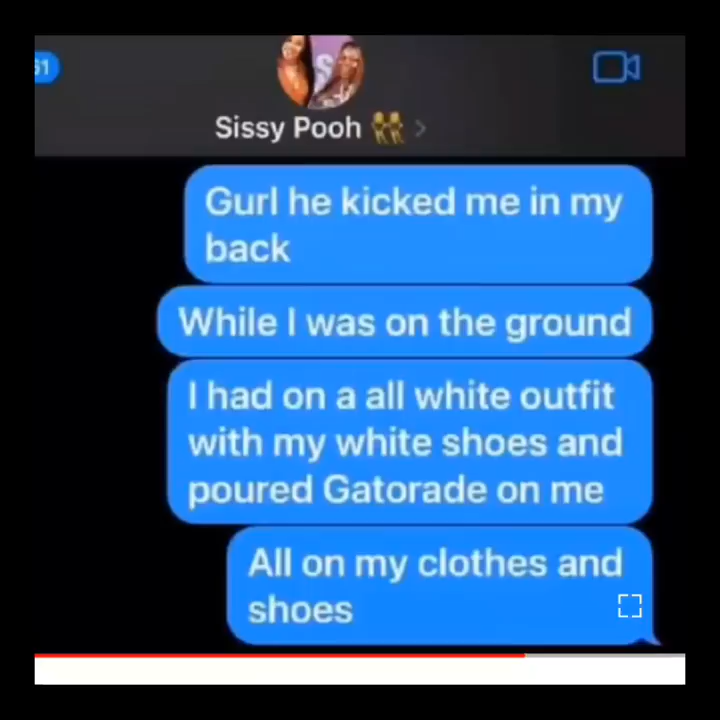 61
Sissy Pooh 👯
Gurl he kicked me in my
back
While I was on the ground
I had on a all white outfit
with my white shoes and
poured Gatorade on me
All on my clothes and
shoes